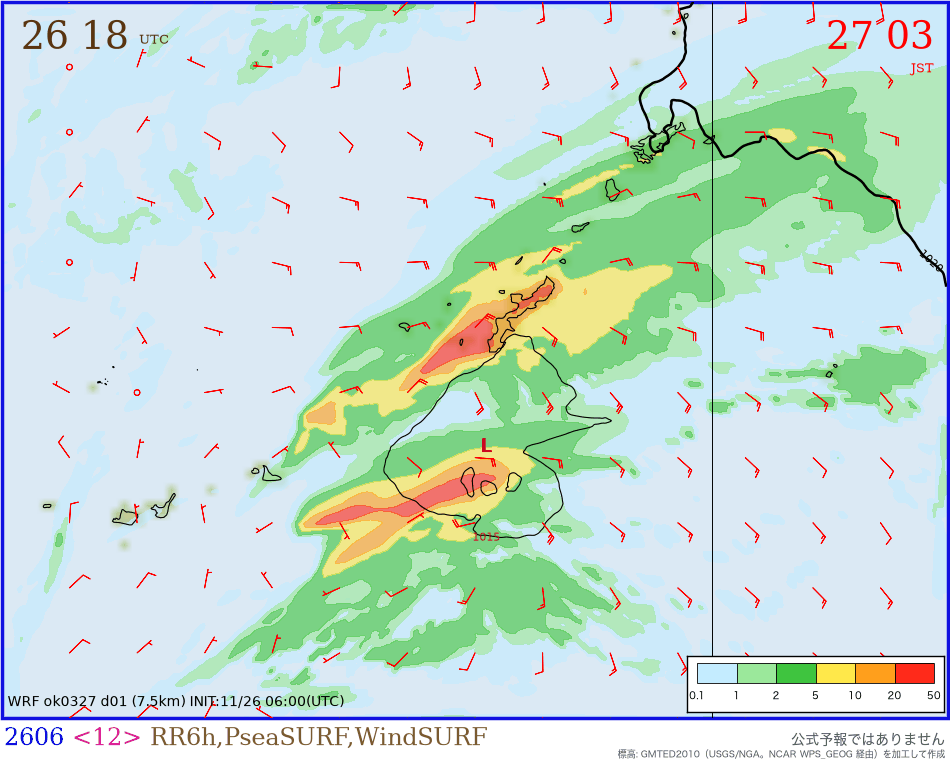 26 18 UTC
27 03
JST
1020
L
1015
WRF ok0327 d01 (7.5km) INIT:11/26 06:00(UTC)
0.1 1 2 5 10 20 50
2606 <12> RR6h,PseaSURF,WindSURF
公式予報ではありません
標高: GMTED2010（USGS/NGA。NCAR WPS_GEOG 経由）を加工して作成